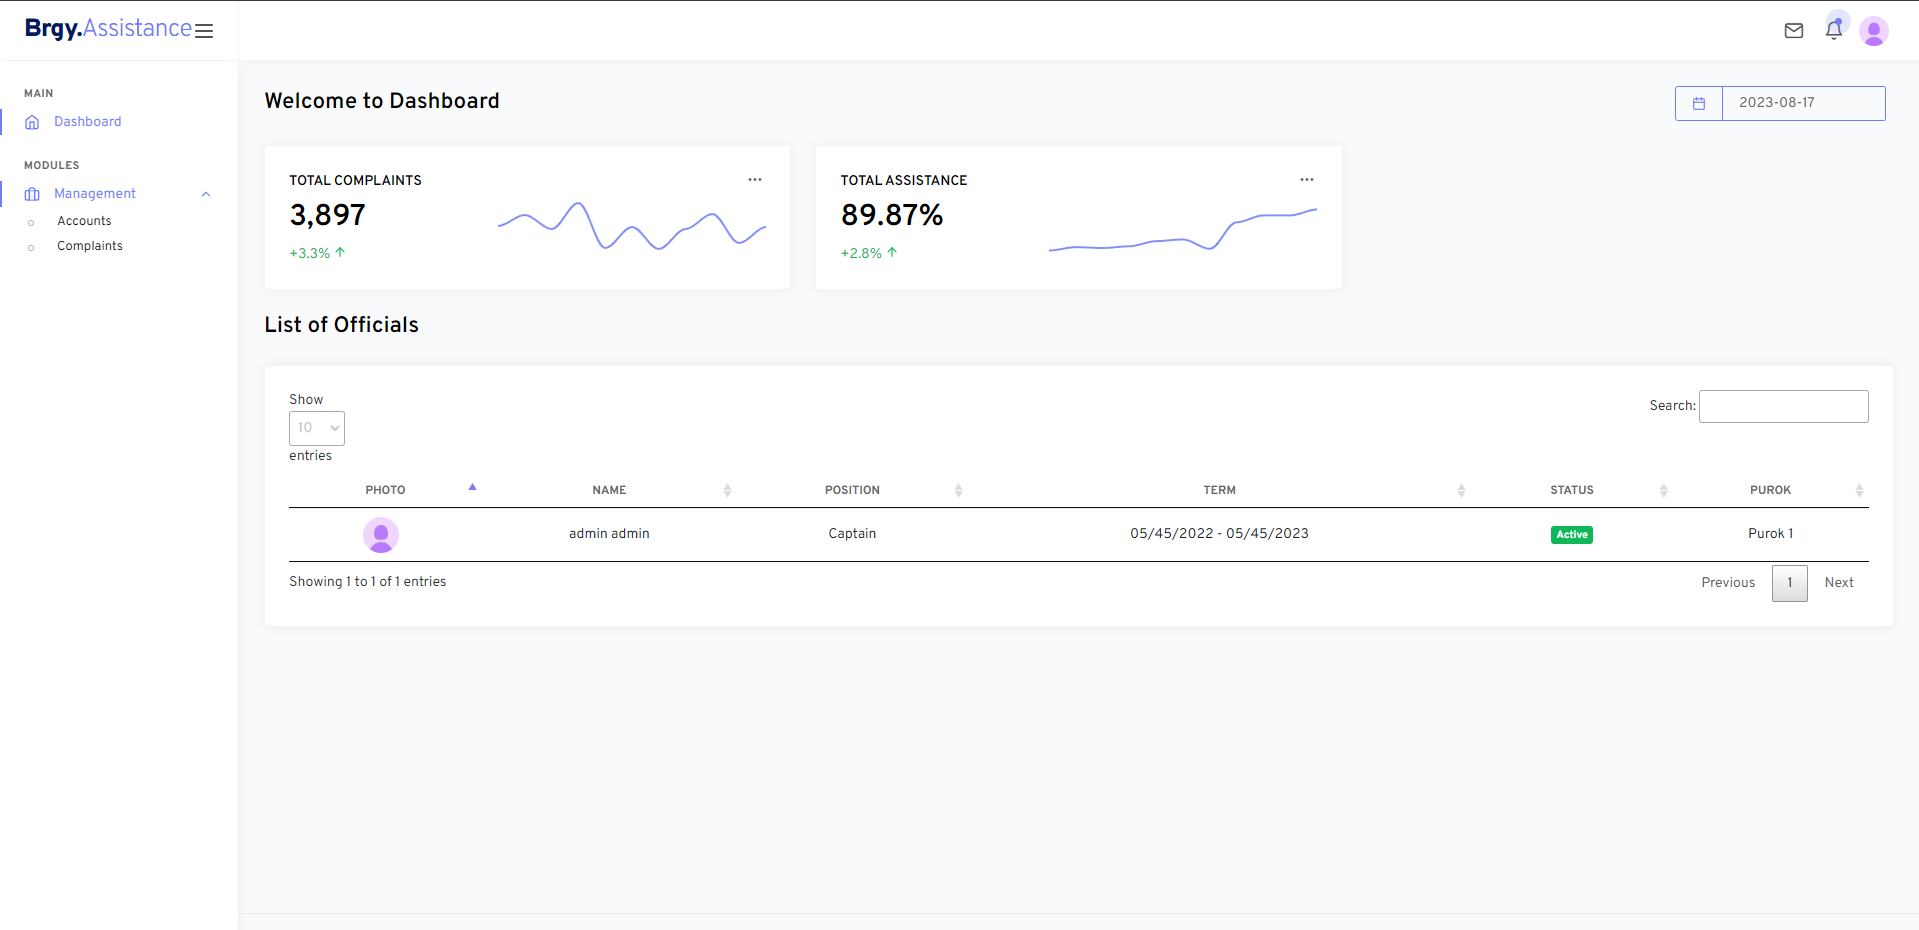 Brgy.Assistance
MAIN
Dashboard
MODULES
Management
Accounts
Complaints
Welcome to Dashboard
2023-08-17
TOTAL COMPLAINTS
3,897
+3.3%
TOTAL ASSISTANCE
89.87%
+2.8%
List of Officials
Show
10
entries
Search:
PHOTO NAME POSITION TERM STATUS PUROK
admin admin Captain 05/45/2022 - 05/45/2023 Active Purok 1
Showing 1 to 1 of 1 entries
Previous 1 Next